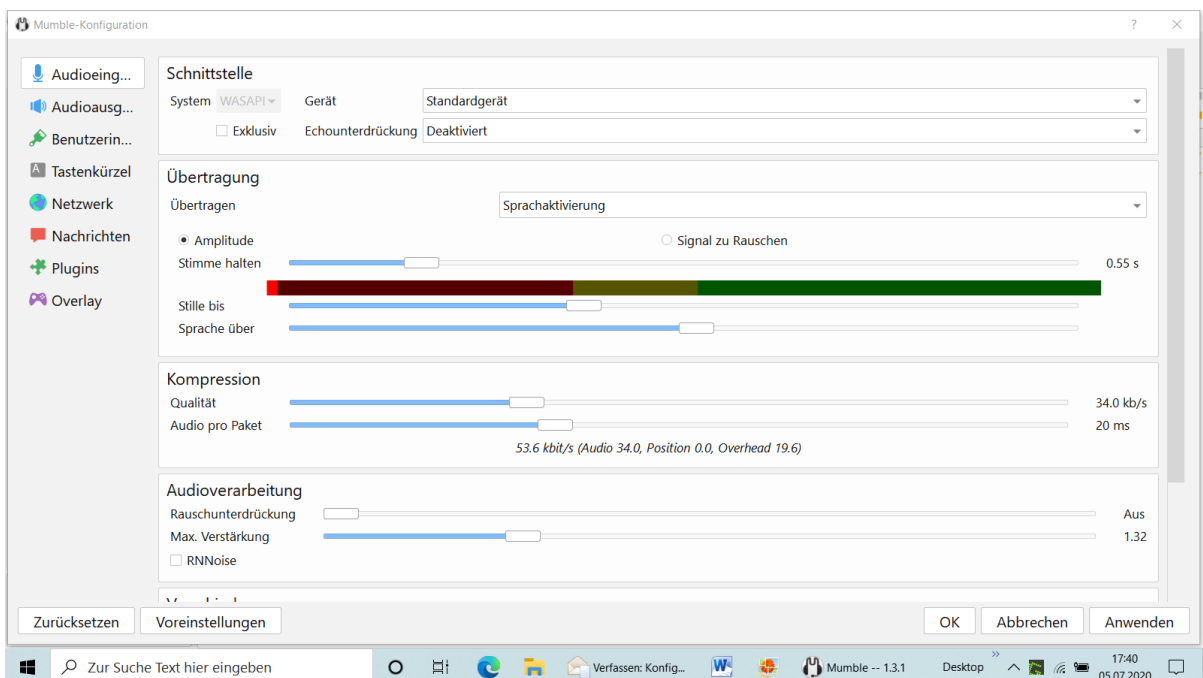 Mumble-Konfiguration ?
Audioeing...
Audioausg...
Benutzerin...
Tastenkürzel
Netzwerk
Nachrichten
Plugins
Overlay
Schnittstelle
System WASAPI Gerät Standardgerät
Exklusiv Echounterdrückung Deaktiviert
Übertragung
Übertragen Sprachaktivierung
Amplitude Signal zu Rauschen
Stimme halten 0.55 s
Stille bis
Sprache über
Kompression
Qualität 34.0 kb/s
Audio pro Paket 20 ms
53.6 kbit/s (Audio 34.0, Position 0.0, Overhead 19.6)
Audioverarbeitung
Rauschunterdrückung Aus
Max. Verstärkung 1.32
RNNoise
Zurücksetzen Voreinstellungen OK Abbrechen Anwenden
Zur Suche Text hier eingeben Verfassen: Konfig... Mumble -- 1.3.1 Desktop » 17:40
05.07.2020